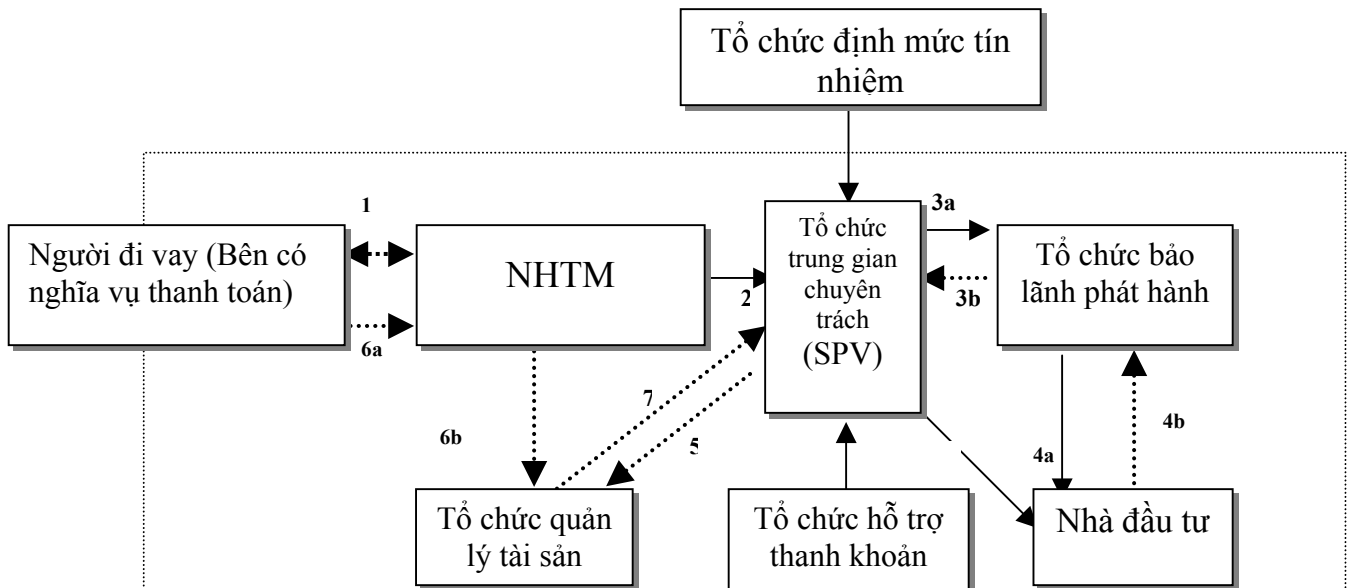 Tổ chức định mức tín
nhiệm
1
3a
Người đi vay (Bên có
nghĩa vụ thanh toán)
NHTM
2
Tổ chức
trung gian
chuyên
trách
(SPV)
3b
Tổ chức bảo
lãnh phát hành
6a
7
6b
5
4b
4a
Tổ chức quản
lý tài sản
Tổ chức hỗ trợ
thanh khoản
Nhà đầu tư